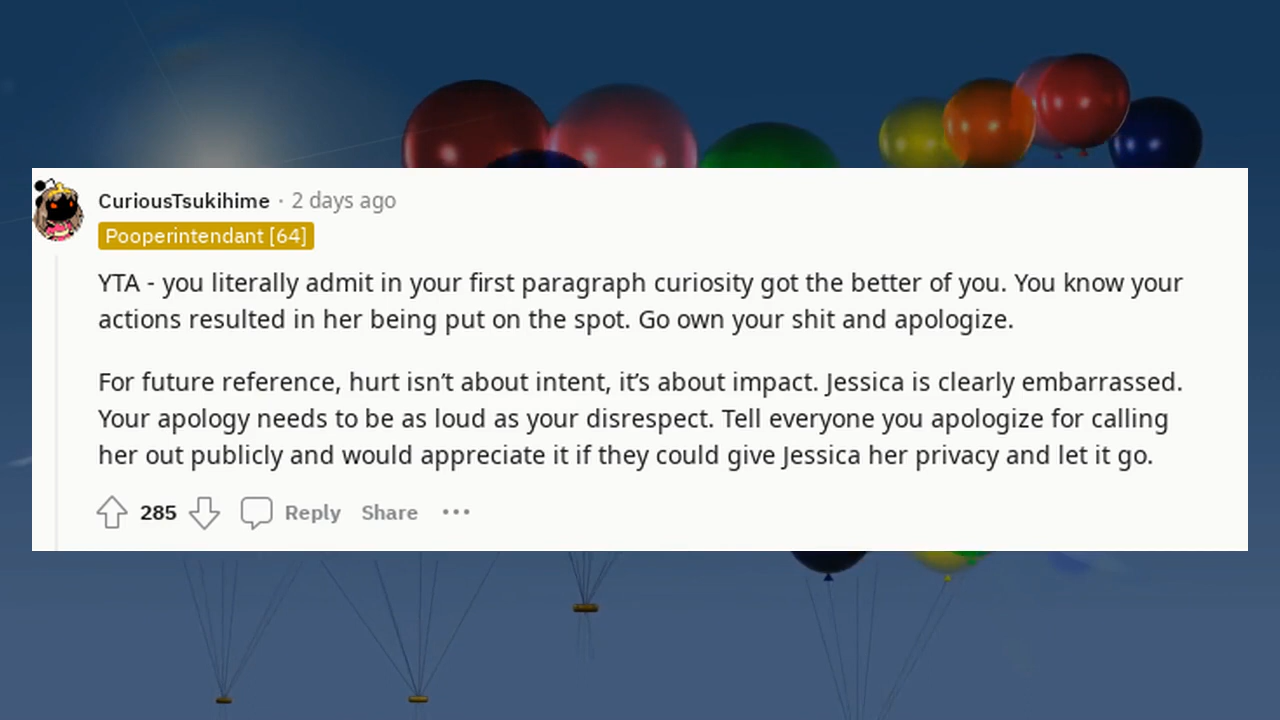 CuriousTsukihime · 2 days ago
Pooperintendant [64]
YTA - you literally admit in your first paragraph curiosity got the better of you. You know your
actions resulted in her being put on the spot. Go own your shit and apologize.
For future reference, hurt isn’t about intent, it’s about impact. Jessica is clearly embarrassed.
Your apology needs to be as loud as your disrespect. Tell everyone you apologize for calling
her out publicly and would appreciate it if they could give Jessica her privacy and let it go.
285 Reply Share ···